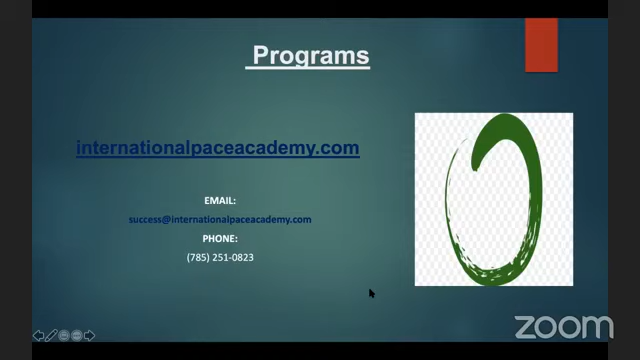 Programs
internationalpaceacademy.com
EMAIL:
success@internationalpaceacademy.com
PHONE:
(785) 251-0823
zoom